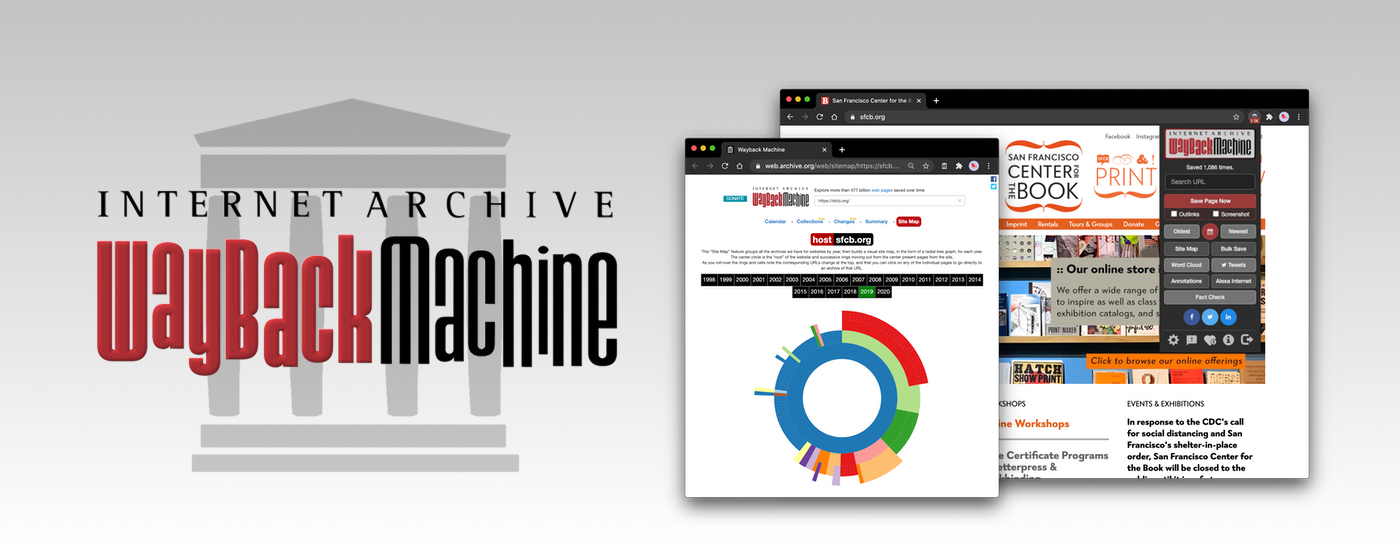 INTERNET ARCHIVE
WayBackMachine
San Francisco Center for the B
sfcb.org
Wayback Machine
web.archive.org/web/sitemap/https://sfcb....
INTERNET ARCHIVE
WayBackMachine
DONATE
Explore more than 477 billion web pages saved over time
https://sfcb.org/
Calendar · Collections · Changes · Summary · Site Map
host sfcb.org
This "Site Map" feature groups all the archives we have for websites by year, then builds a visual site map, in the form of a radial-tree graph, for each year.
The center circle is the "root" of the website and successive rings moving out from the center present pages from the site.
As you roll-over the rings and cells note the corresponding URLs change at the top, and that you can click on any of the individual pages to go directly to
an archive of that URL.
1998 1999 2000 2001 2002 2003 2004 2005 2006 2007 2008 2009 2010 2011 2012 2013 2014
2015 2016 2017 2018 2019 2020
Facebook Instagram
SAN FRANCISCO
CENTER FOR
THE BOOK
& !
PRINT
Imprint Rentals Tours & Groups Donate
:: Our online store i
We offer a wide range of
to inspire as well as class
exhibition catalogs, and s
PRINT/MAKER
Click to browse our online offerings
HATCH
SHOW PRINT
KSHOPS
ine Workshops
e Certificate Programs
etterpress &
kbinding
EVENTS & EXHIBITIONS
In response to the CDC's call
for social distancing and San
Francisco's shelter-in-place
order, San Francisco Center for
the Book will be closed to the
1.1K
INTERNET ARCHIVE
WayBackMachine
Saved 1,086 times.
Search URL
Save Page Now
Outlinks Screenshot
Oldest Newest
Site Map Bulk Save
Word Cloud Tweets
Annotations Alexa Internet
Fact Check